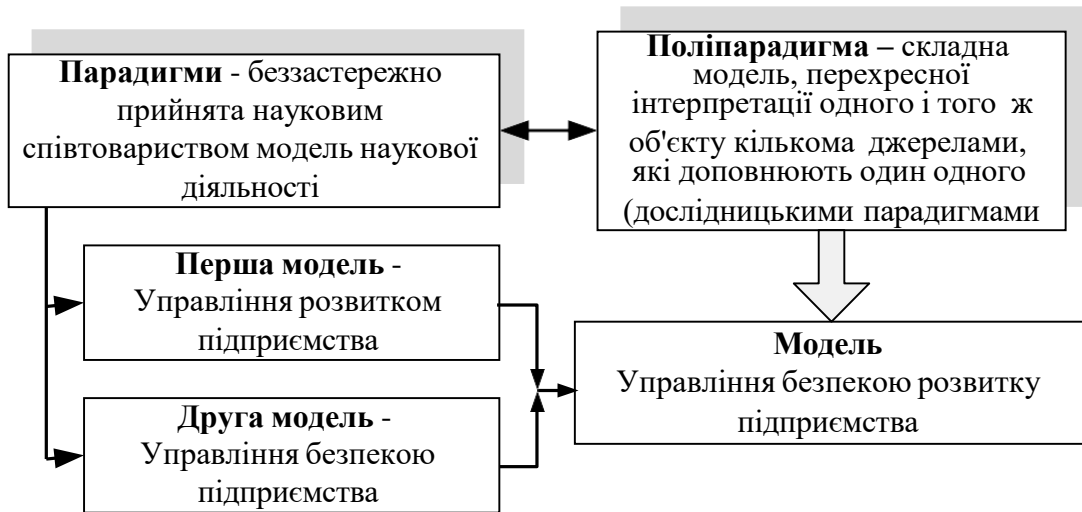 Парадигми - беззастережно
прийнята науковим
співтовариством модель наукової
діяльності
Поліпарадигма – складна
модель, перехресної
інтерпретації одного і того ж
об'єкту кількома джерелами,
які доповнюють один одного
(дослідницькими парадигмами
Перша модель -
Управління розвитком
підприємства
Модель
Управління безпекою розвитку
підприємства
Друга модель -
Управління безпекою
підприємства